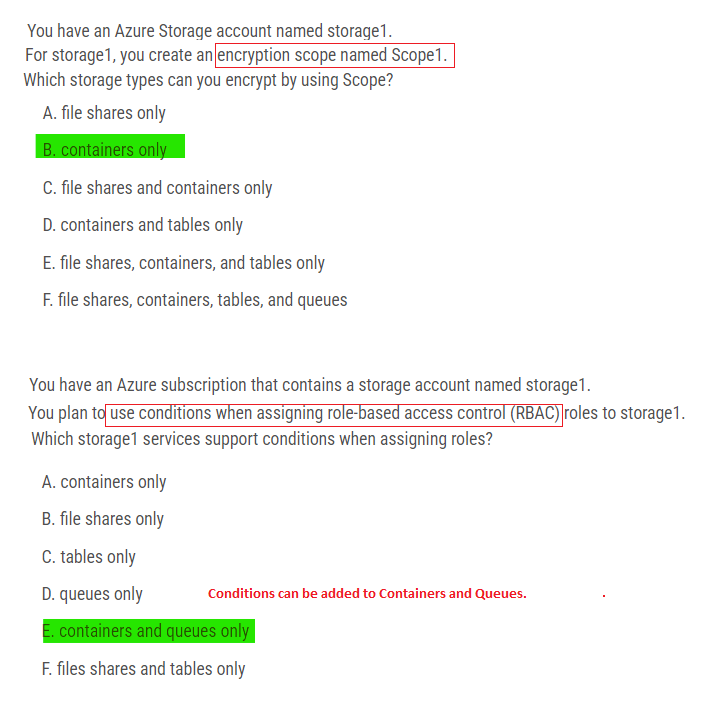 You have an Azure Storage account named storage1.
For storage1, you create an encryption scope named Scope1.
Which storage types can you encrypt by using Scope?
A. file shares only
B. containers only
C. file shares and containers only
D. containers and tables only
E. file shares, containers, and tables only
F. file shares, containers, tables, and queues
You have an Azure subscription that contains a storage account named storage1.
You plan to use conditions when assigning role-based access control (RBAC) roles to storage1.
Which storage1 services support conditions when assigning roles?
A. containers only
B. file shares only
C. tables only
D. queues only Conditions can be added to Containers and Queues. .
E. containers and queues only
F. files shares and tables only